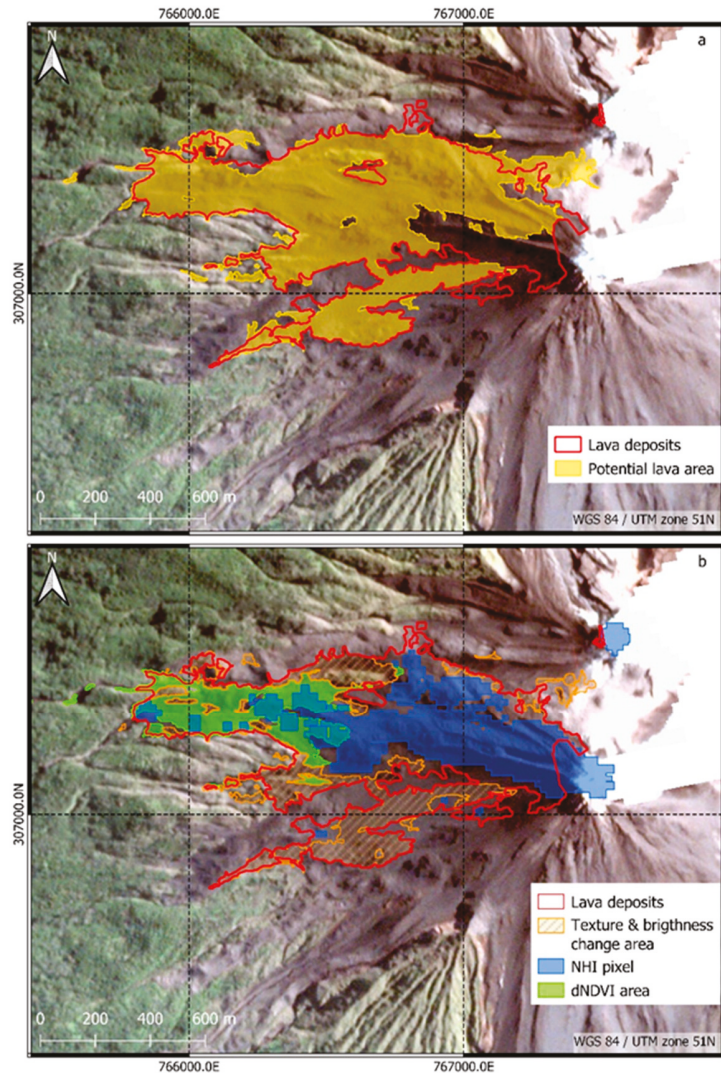 766000.0E 767000.0E
N
a
307000.0N
Lava deposits
Potential lava area
0 200 400 600 m
WGS 84 / UTM zone 51N
N
b
307000.0N
Lava deposits
Texture & brigthness
change area
NHI pixel
dNDVI area
0 200 400 600 m
WGS 84 / UTM zone 51N
766000.0E 767000.0E